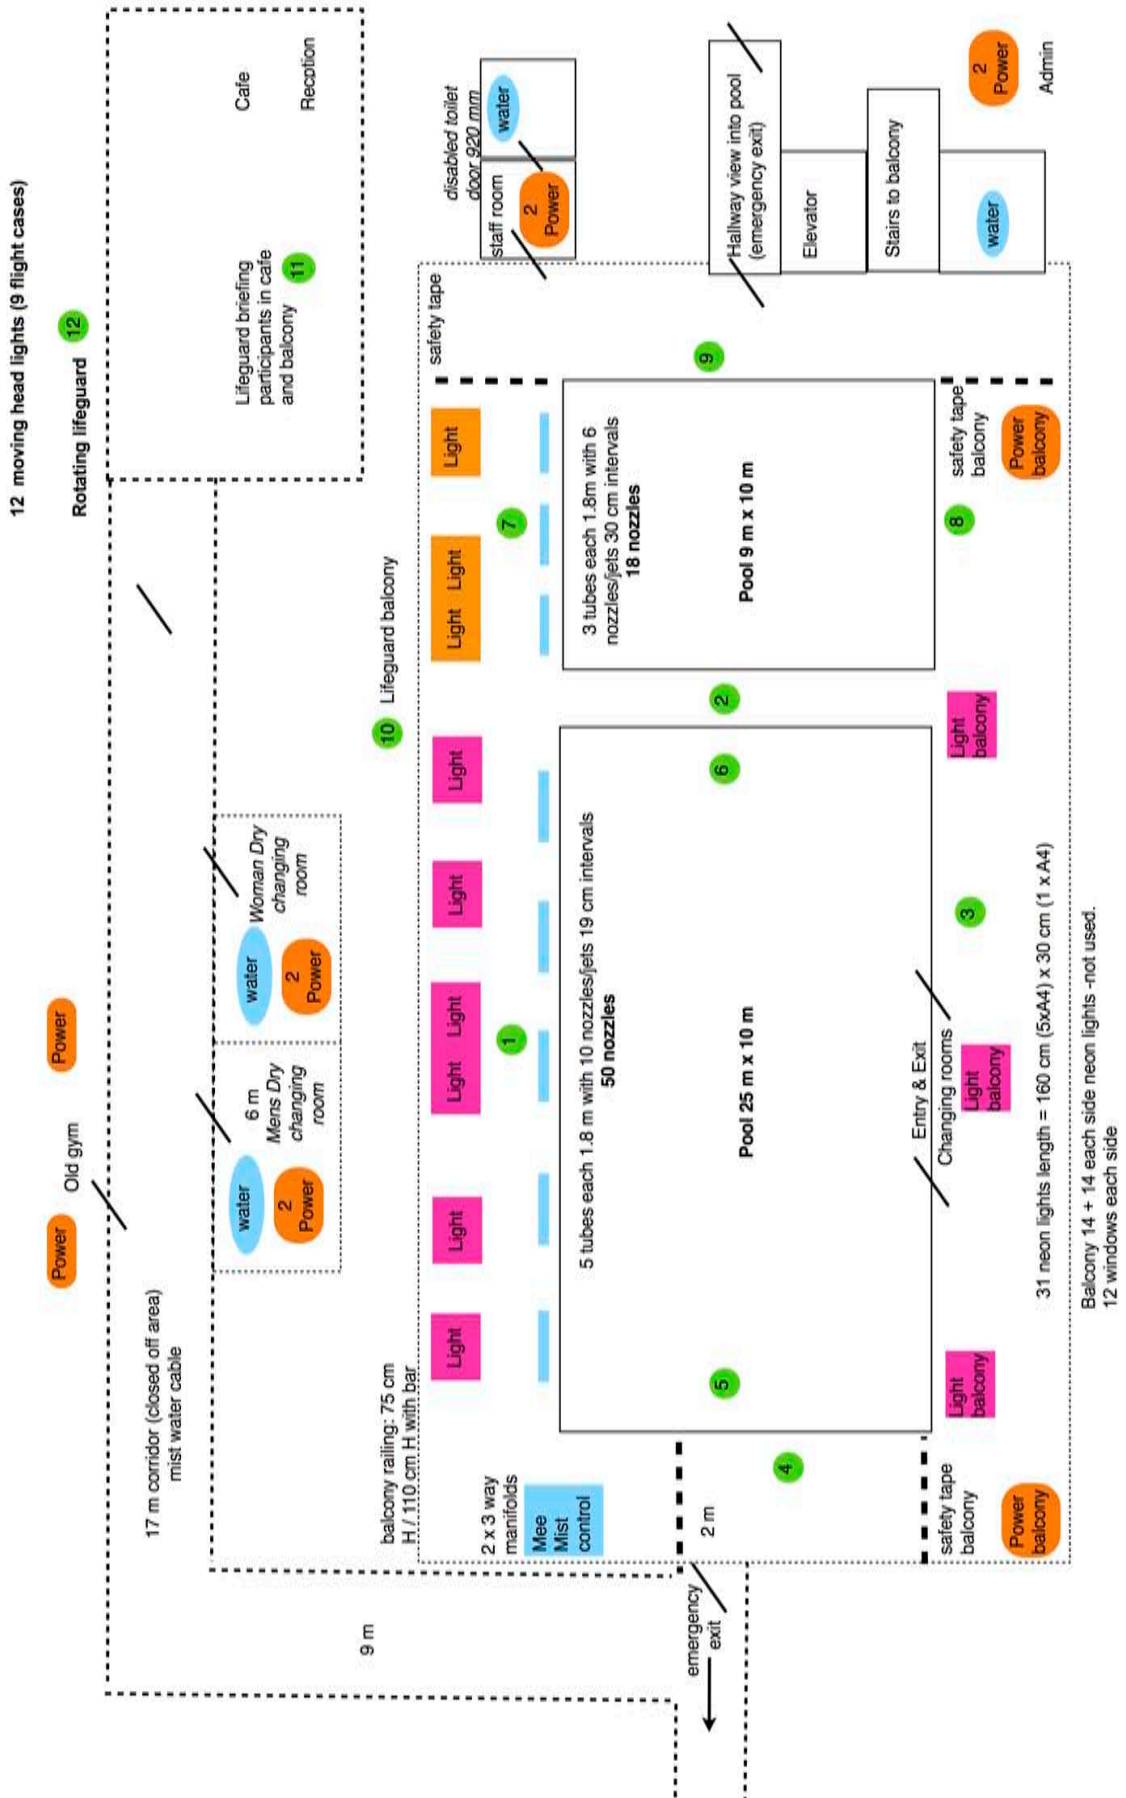 12 moving head lights (9 flight cases)
Rotating lifeguard
12
Power
Old gym
Power
17 m corridor (closed off area)
mist water cable
Cafe
Recption
Lifeguard briefing
participants in cafe
and balcony
11
water
2
Power
6 m
Mens Dry
changing
room
water
2
Power
Woman Dry
changing
room
9 m
10
Lifeguard balcony
balcony railing: 75 cm
H / 110 cm H with bar
safety tape
disabled toilet
door 920 mm
water
staff room
2
Power
Light
Light
Light
Light
Light
Light
Light
Light
Light
1
7
2 x 3 way
manifolds
Mee
Mist
control
5 tubes each 1.8 m with 10 nozzles/jets 19 cm intervals
50 nozzles
3 tubes each 1.8m with 6
nozzles/jets 30 cm intervals
18 nozzles
Pool 25 m x 10 m
Pool 9 m x 10 m
emergency
exit
2 m
4
5
6
2
9
Hallway view into pool
(emergency exit)
Elevator
Stairs to balcony
water
2
Power
Admin
Entry & Exit
Changing rooms
safety tape
balcony
Power
balcony
Light
balcony
Light
balcony
3
Light
balcony
8
safety tape
balcony
Power
balcony
31 neon lights length = 160 cm (5xA4) x 30 cm (1 x A4)
Balcony 14 + 14 each side neon lights -not used.
12 windows each side